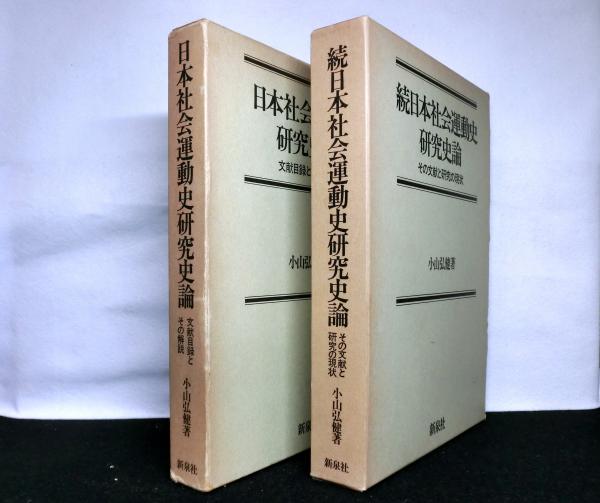 日本社会運動史研究史論
文献目録と
その解説
小山弘健著
新泉社
日本社会
研究史
文献目録と
小山弘
新泉
続日本社会運動史研究史論
その文献と
研究の現状
小山弘健著
新泉社
続日本社会運動史
研究史論
その文献と研究の現状
小山弘健著
新泉社